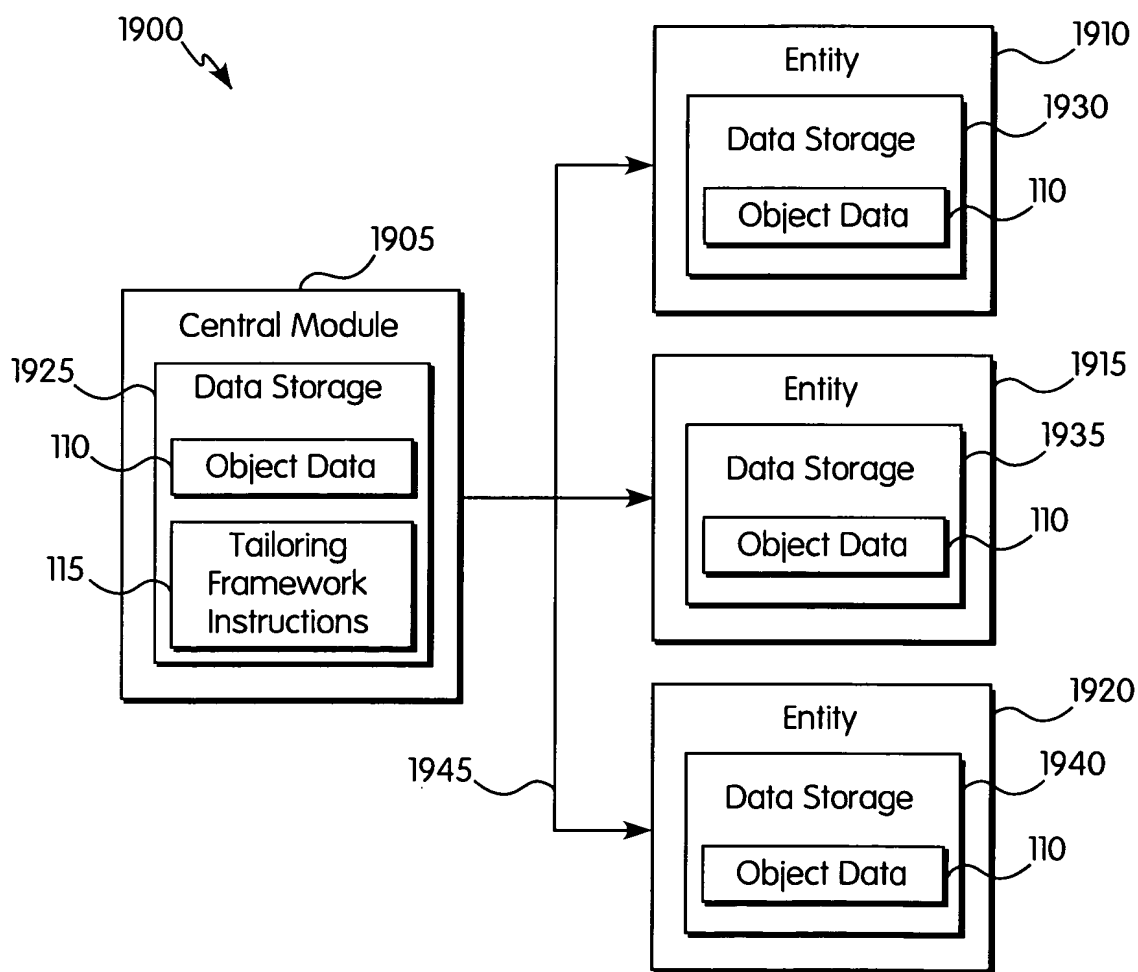 1900
1905
Central Module
1925
Data Storage
110
Object Data
115
Tailoring
Framework
Instructions
1945
1910
Entity
1930
Data Storage
110
Object Data
1915
Entity
1935
Data Storage
110
Object Data
1920
Entity
1940
Data Storage
110
Object Data